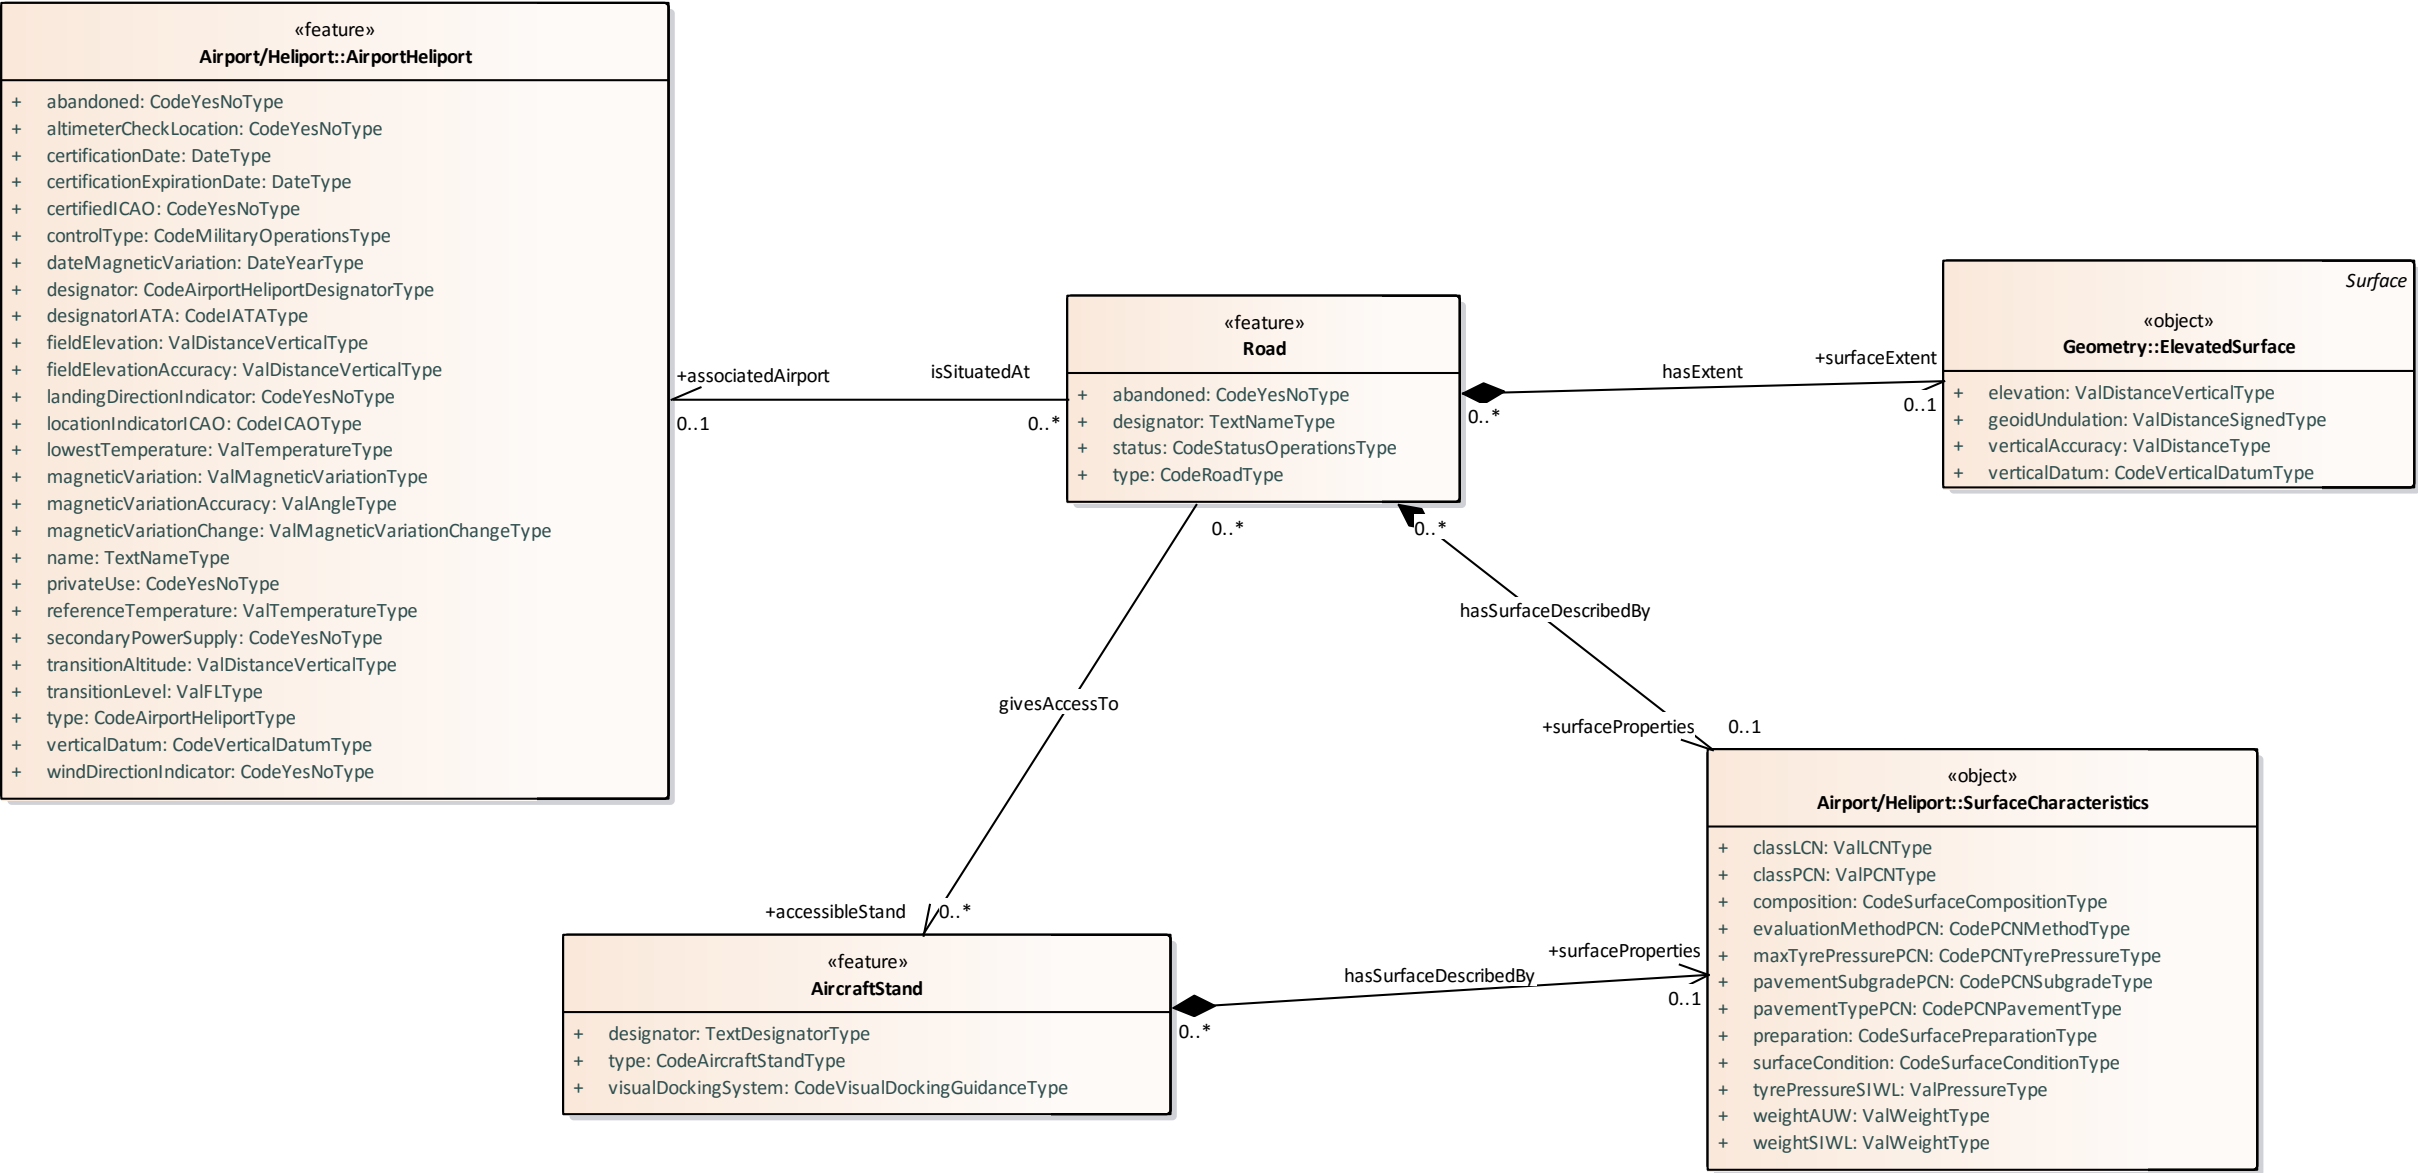 «feature»
Airport/Heliport::AirportHeliport
+ abandoned: CodeYesNoType
+ altimeterCheckLocation: CodeYesNoType
+ certificationDate: DateType
+ certificationExpirationDate: DateType
+ certifiedICAO: CodeYesNoType
+ controlType: CodeMilitaryOperationsType
+ dateMagneticVariation: DateYearType
+ designator: CodeAirportHeliportDesignatorType
+ designatorIATA: CodeIATAType
+ fieldElevation: ValDistanceVerticalType
+ fieldElevationAccuracy: ValDistanceVerticalType
+ landingDirectionIndicator: CodeYesNoType
+ locationIndicatorICAO: CodeICAOType
+ lowestTemperature: ValTemperatureType
+ magneticVariation: ValMagneticVariationType
+ magneticVariationAccuracy: ValAngleType
+ magneticVariationChange: ValMagneticVariationChangeType
+ name: TextNameType
+ privateUse: CodeYesNoType
+ referenceTemperature: ValTemperatureType
+ secondaryPowerSupply: CodeYesNoType
+ transitionAltitude: ValDistanceVerticalType
+ transitionLevel: ValFLType
+ type: CodeAirportHeliportType
+ verticalDatum: CodeVerticalDatumType
+ windDirectionIndicator: CodeYesNoType
+associatedAirport
isSituatedAt
0..1
0..*
«feature»
Road
+ abandoned: CodeYesNoType
+ designator: TextNameType
+ status: CodeStatusOperationsType
+ type: CodeRoadType
hasExtent
+surfaceExtent
0..*
0..1
Surface
«object»
Geometry::ElevatedSurface
+ elevation: ValDistanceVerticalType
+ geoidUndulation: ValDistanceSignedType
+ verticalAccuracy: ValDistanceType
+ verticalDatum: CodeVerticalDatumType
0..*
0..*
hasSurfaceDescribedBy
givesAccessTo
+surfaceProperties
0..1
+accessibleStand
0..*
«feature»
AircraftStand
+ designator: TextDesignatorType
+ type: CodeAircraftStandType
+ visualDockingSystem: CodeVisualDockingGuidanceType
+surfaceProperties
hasSurfaceDescribedBy
0..1
0..*
«object»
Airport/Heliport::SurfaceCharacteristics
+ classLCN: ValLCNType
+ classPCN: ValPCNType
+ composition: CodeSurfaceCompositionType
+ evaluationMethodPCN: CodePCNMethodType
+ maxTyrePressurePCN: CodePCNTyrePressureType
+ pavementSubgradePCN: CodePCNSubgradeType
+ pavementTypePCN: CodePCNPavementType
+ preparation: CodeSurfacePreparationType
+ surfaceCondition: CodeSurfaceConditionType
+ tyrePressureSIWL: ValPressureType
+ weightAUW: ValWeightType
+ weightSIWL: ValWeightType